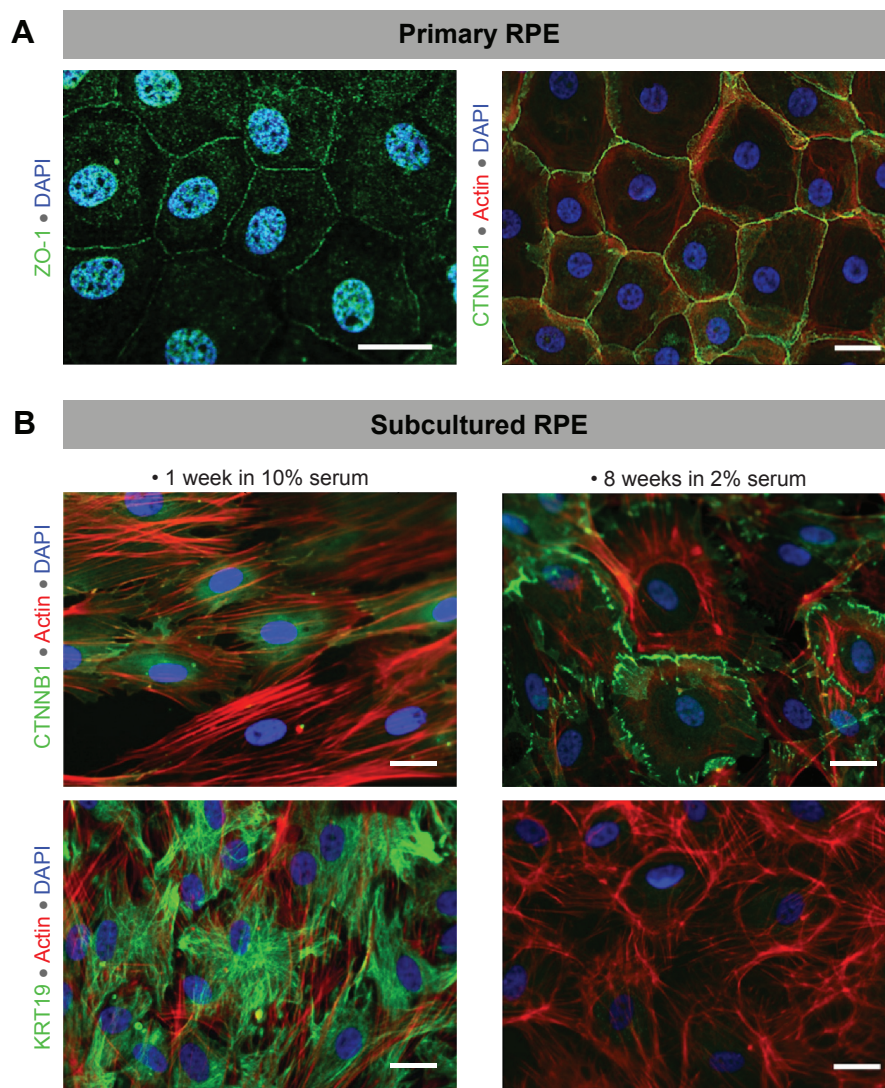 A
Primary RPE
ZO-1 • DAPI
CTNNB1 • Actin • DAPI
B
Subcultured RPE
• 1 week in 10% serum
• 8 weeks in 2% serum
CTNNB1 • Actin • DAPI
KRT19 • Actin • DAPI